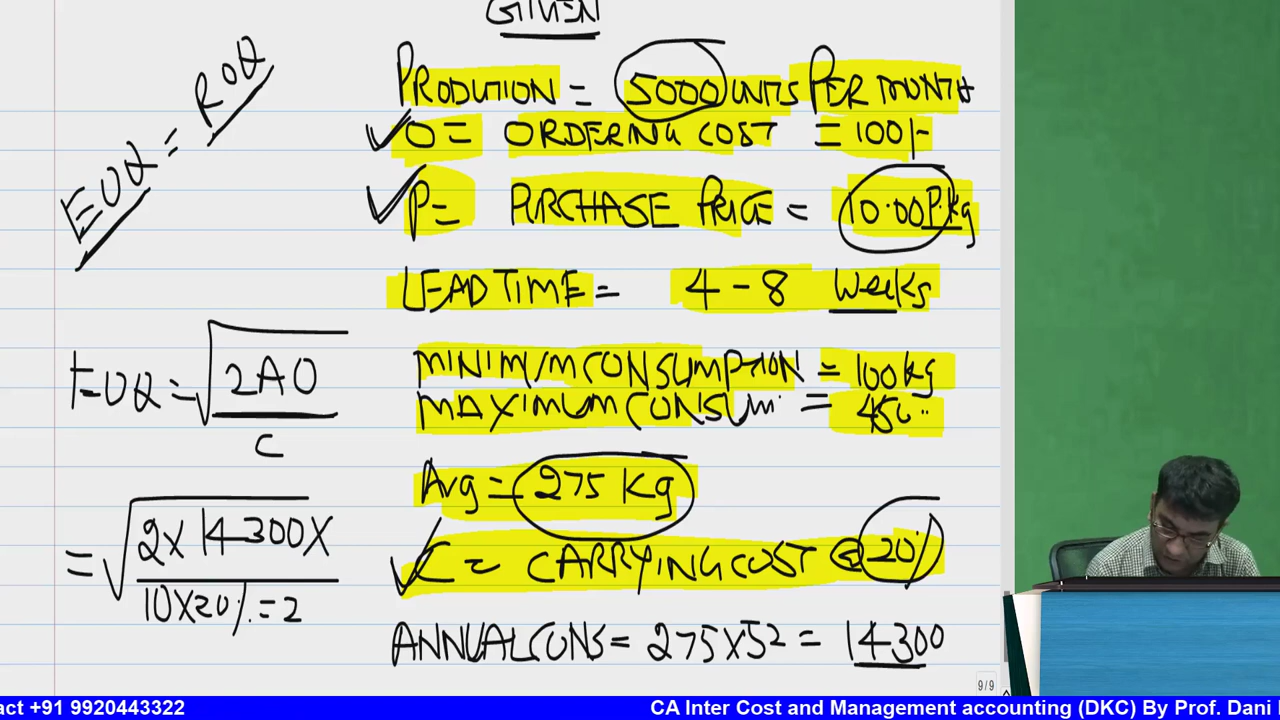 GIVEN
PRODUTION = 5000 UNITS PER MONTH
✓ O = ORDERING COST = 100/-
✓ P = PURCHASE PRICE = 10.00 P.Kg
LEAD TIME = 4 - 8 Weeks
MINIMUM CONSUMPTION = 100 kg
MAXIMUM CONSUM. = 450 "
Avg = 275 Kg
✓ C = CARRYING COST @ 20%
ANNUAL CONS = 275 X 52 = 14300
EOQ = ROQ
EOQ = √2AO
C
= √2 X 14300 X
10 X 20% = 2
9/9
act +91 9920443322
CA Inter Cost and Management accounting (DKC) By Prof. Dani